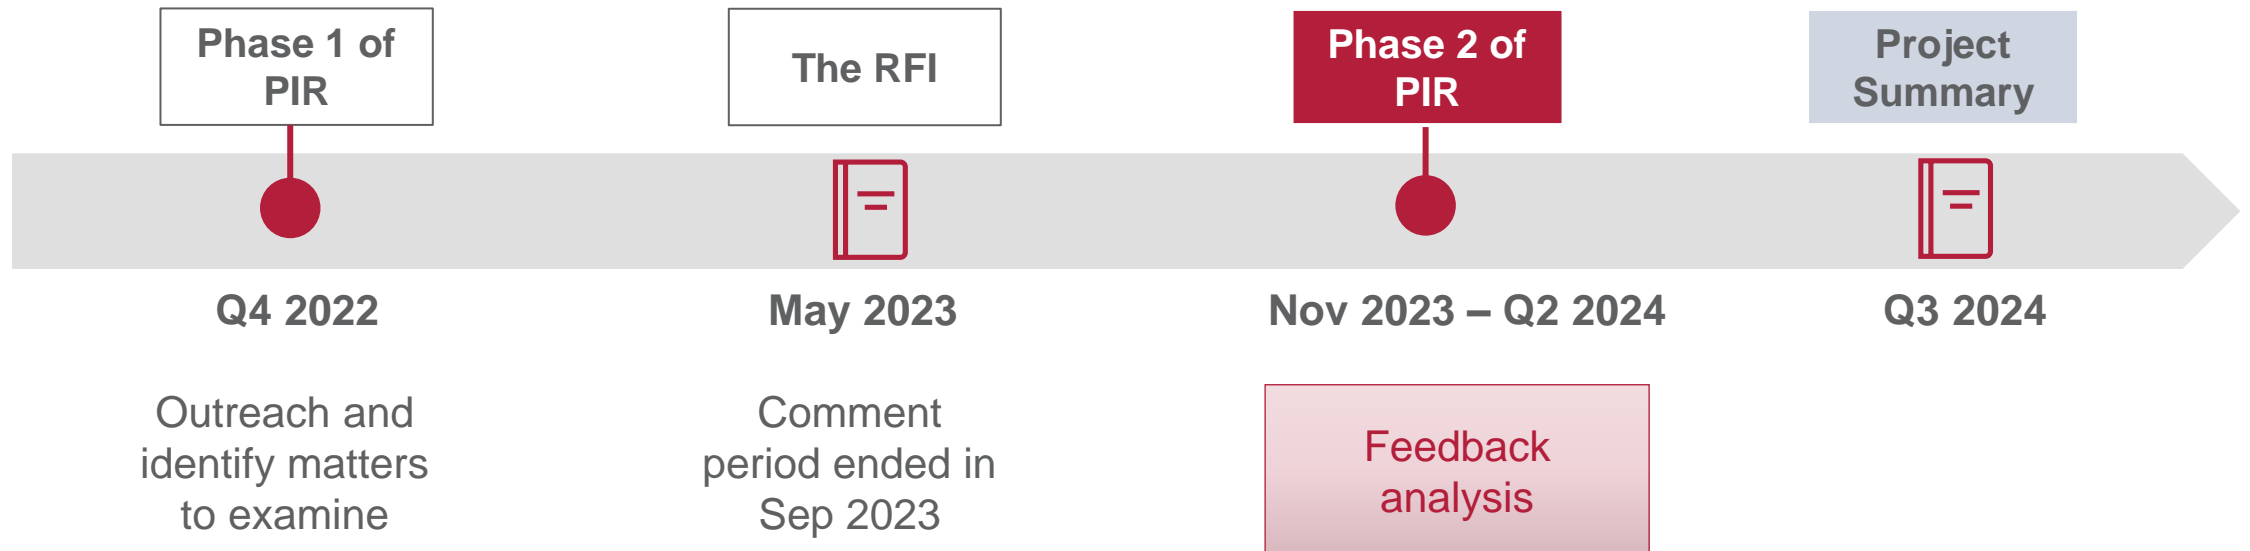 Phase 1 of
PIR
The RFI
Phase 2 of
PIR
Project
Summary
Q4 2022
May 2023
Nov 2023 – Q2 2024
Q3 2024
Outreach and
identify matters
to examine
Comment
period ended in
Sep 2023
Feedback
analysis